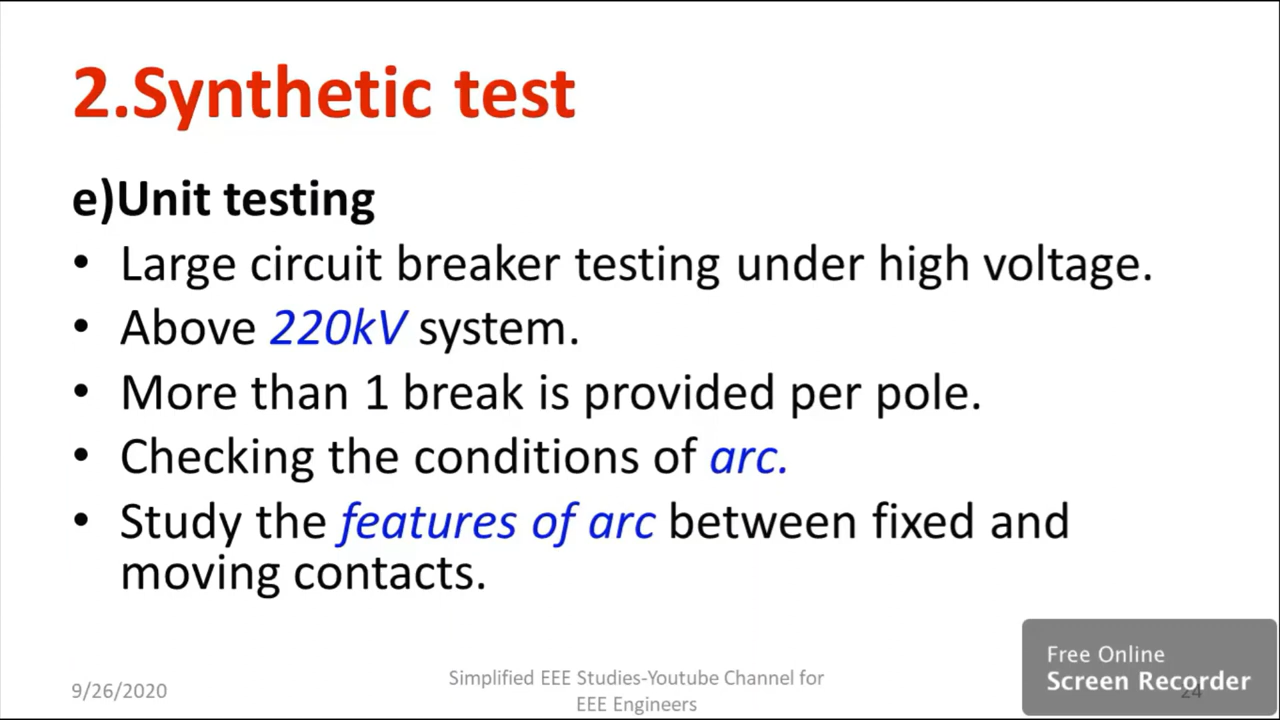 2.Synthetic test
e)Unit testing
• Large circuit breaker testing under high voltage.
• Above 220kV system.
• More than 1 break is provided per pole.
• Checking the conditions of arc.
• Study the features of arc between fixed and
moving contacts.
9/26/2020
Simplified EEE Studies-Youtube Channel for
EEE Engineers
24
Free Online
Screen Recorder